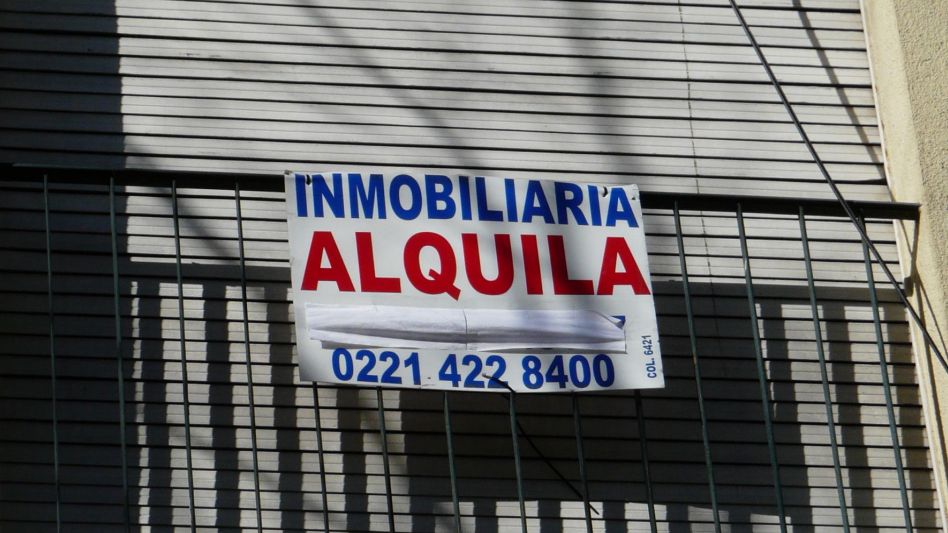 INMOBILIARIA
ALQUILA
0221 422 8400
COL. 6421